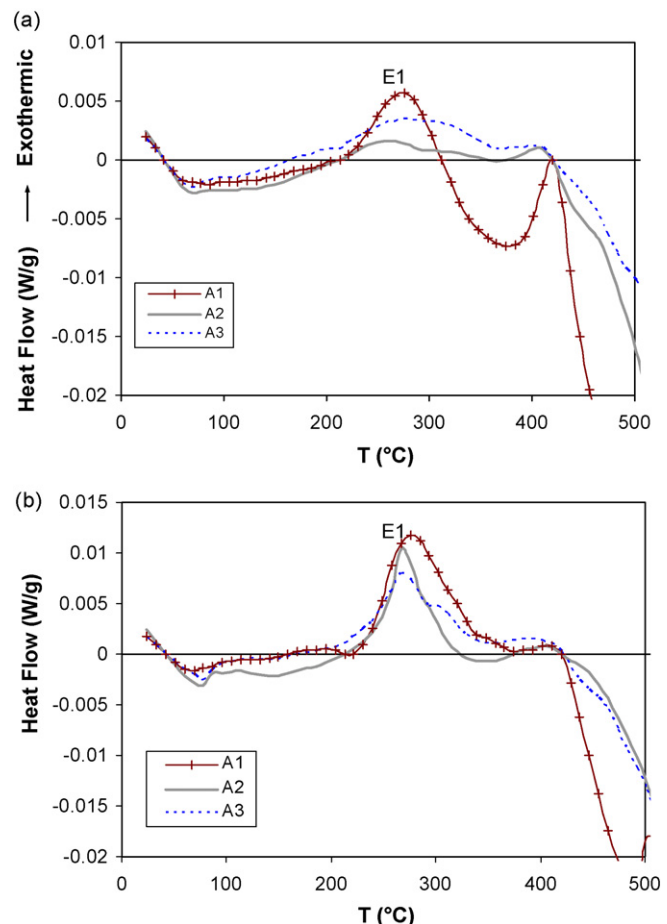 (a)
0.01
0.005
0
-0.005
-0.01
-0.015
-0.02
Heat Flow (W/g) → Exothermic
E1
A1
A2
A3
0 100 200 300 400 500
T (°C)
(b)
0.015
0.01
0.005
0
-0.005
-0.01
-0.015
-0.02
Heat Flow (W/g)
E1
A1
A2
A3
0 100 200 300 400 500
T (°C)